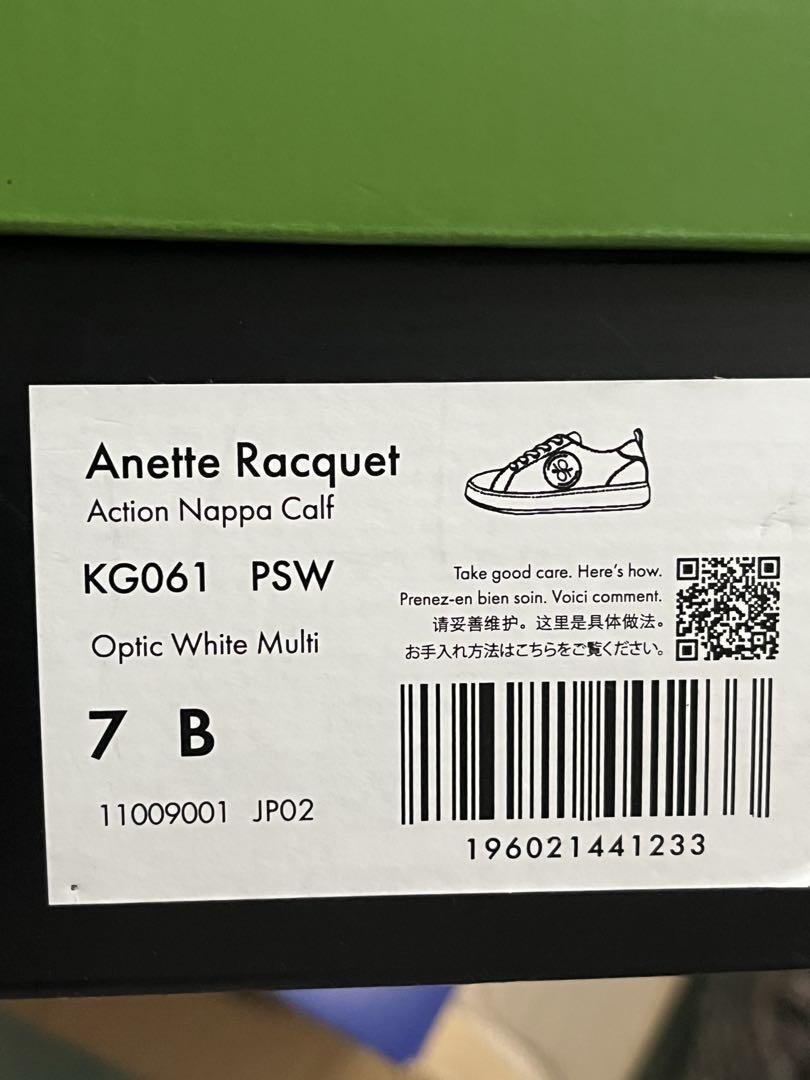 Anette Racquet
Action Nappa Calf
KG061 PSW
Optic White Multi
7 B
11009001 JP02
Take good care. Here's how.
Prenez-en bien soin. Voici comment.
请妥善维护。这里是具体做法。
お手入れ方法はこちらをご覧ください。
196021441233